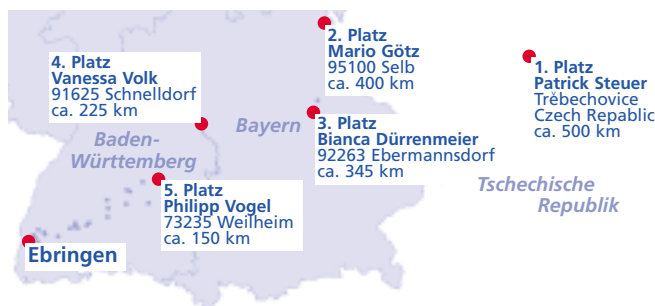 2. Platz
Mario Götz
95100 Selb
ca. 400 km
4. Platz
Vanessa Volk
91625 Schnelldorf
ca. 225 km
1. Platz
Patrick Steuer
Trěbechovice
Czech Repablic
ca. 500 km
Bayern
3. Platz
Bianca Dürrenmeier
92263 Ebermannsdorf
ca. 345 km
Baden-
Württemberg
5. Platz
Philipp Vogel
73235 Weilheim
ca. 150 km
Tschechische
Republik
Ebringen